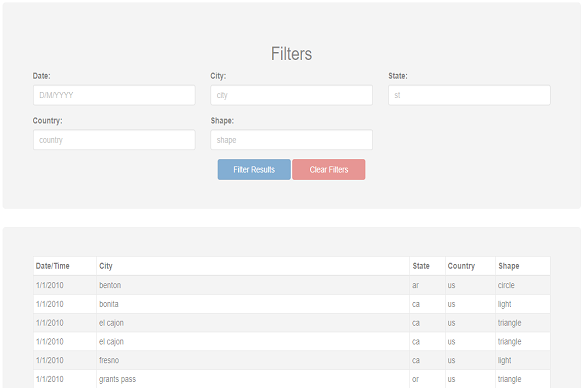 Filters
Date: City: State:
D/M/YYYY city st
Country: Shape:
country shape
Filter Results Clear Filters
Date/Time City State Country Shape
1/1/2010 benton ar us circle
1/1/2010 bonita ca us light
1/1/2010 el cajon ca us triangle
1/1/2010 el cajon ca us triangle
1/1/2010 fresno ca us light
1/1/2010 grants pass or us triangle